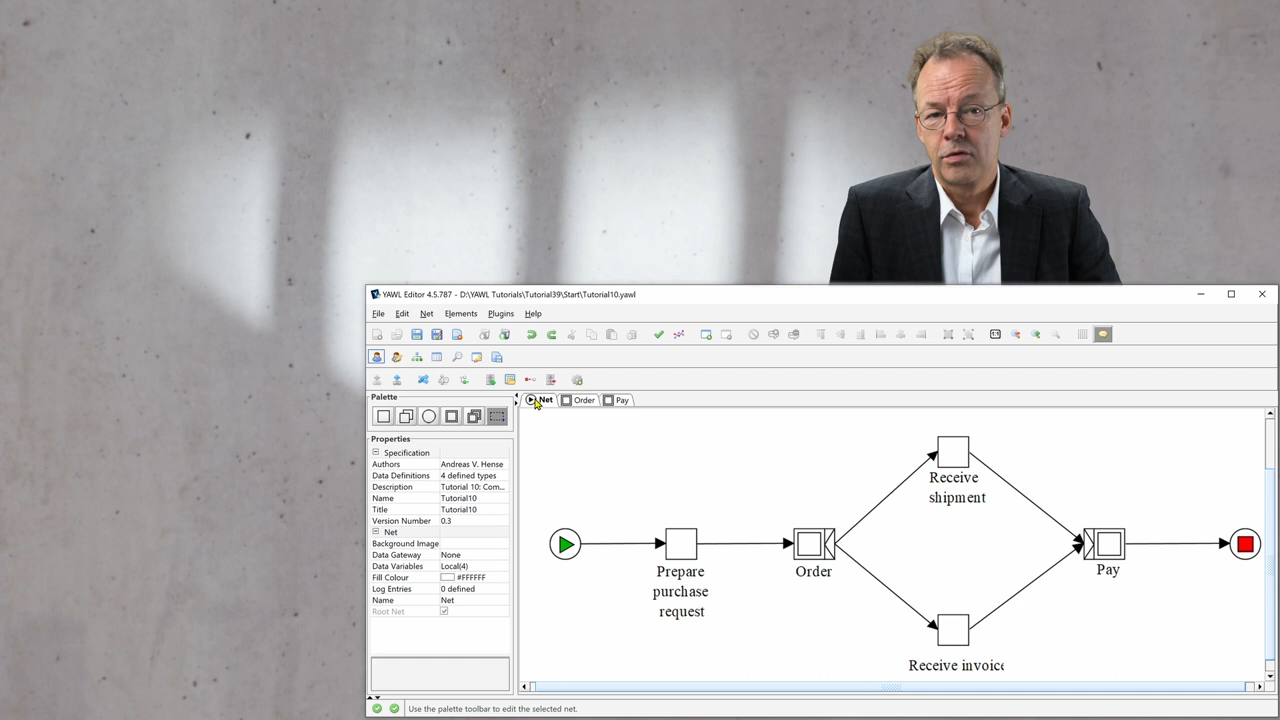 YAWL Editor 4.5.787 - D:\YAWL Tutorials\Tutorial39\Start\Tutorial10.yawl
File Edit Net Elements Plugins Help
Palette
Net Order Pay
Properties
Specification
Authors Andreas V. Hense
Data Definitions 4 defined types
Description Tutorial 10: Com...
Name Tutorial10
Title Tutorial10
Version Number 0.3
Net
Background Image
Data Gateway None
Data Variables Local(4)
Fill Colour #FFFFFF
Log Entries 0 defined
Name Net
Root Net
Receive
shipment
Prepare
purchase
request
Order
Pay
Receive invoice
Use the palette toolbar to edit the selected net.